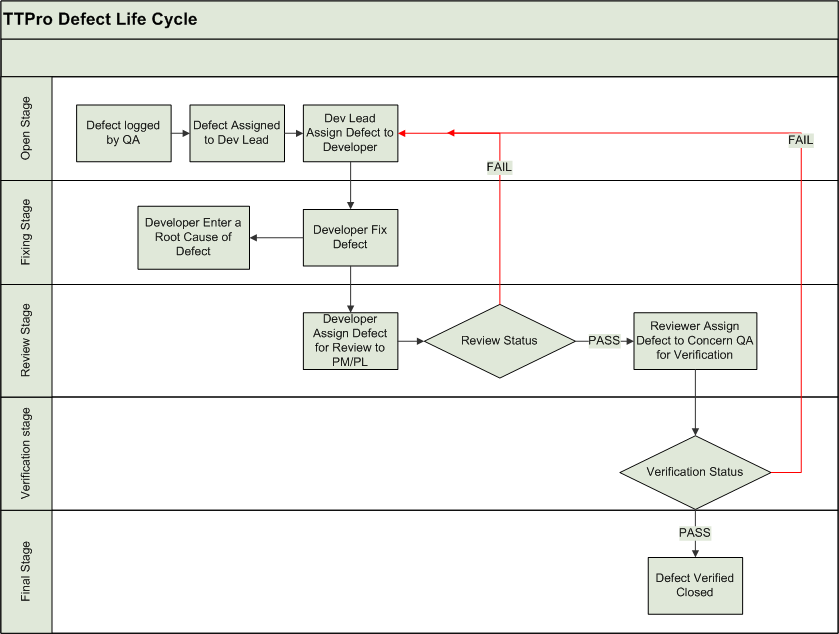 TTPro Defect Life Cycle
Open Stage
Defect logged
by QA
Defect Assigned
to Dev Lead
Dev Lead
Assign Defect to
Developer
FAIL
FAIL
Fixing Stage
Developer Enter a
Root Cause of
Defect
Developer Fix
Defect
Review Stage
Developer
Assign Defect
for Review to
PM/PL
Review Status
PASS
Reviewer Assign
Defect to Concern QA
for Verification
Verification stage
Verification Status
Final Stage
PASS
Defect Verified
Closed